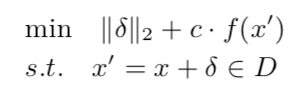 min ‖δ‖₂ + c · f(x′)
s.t. x′ = x + δ ∈ D